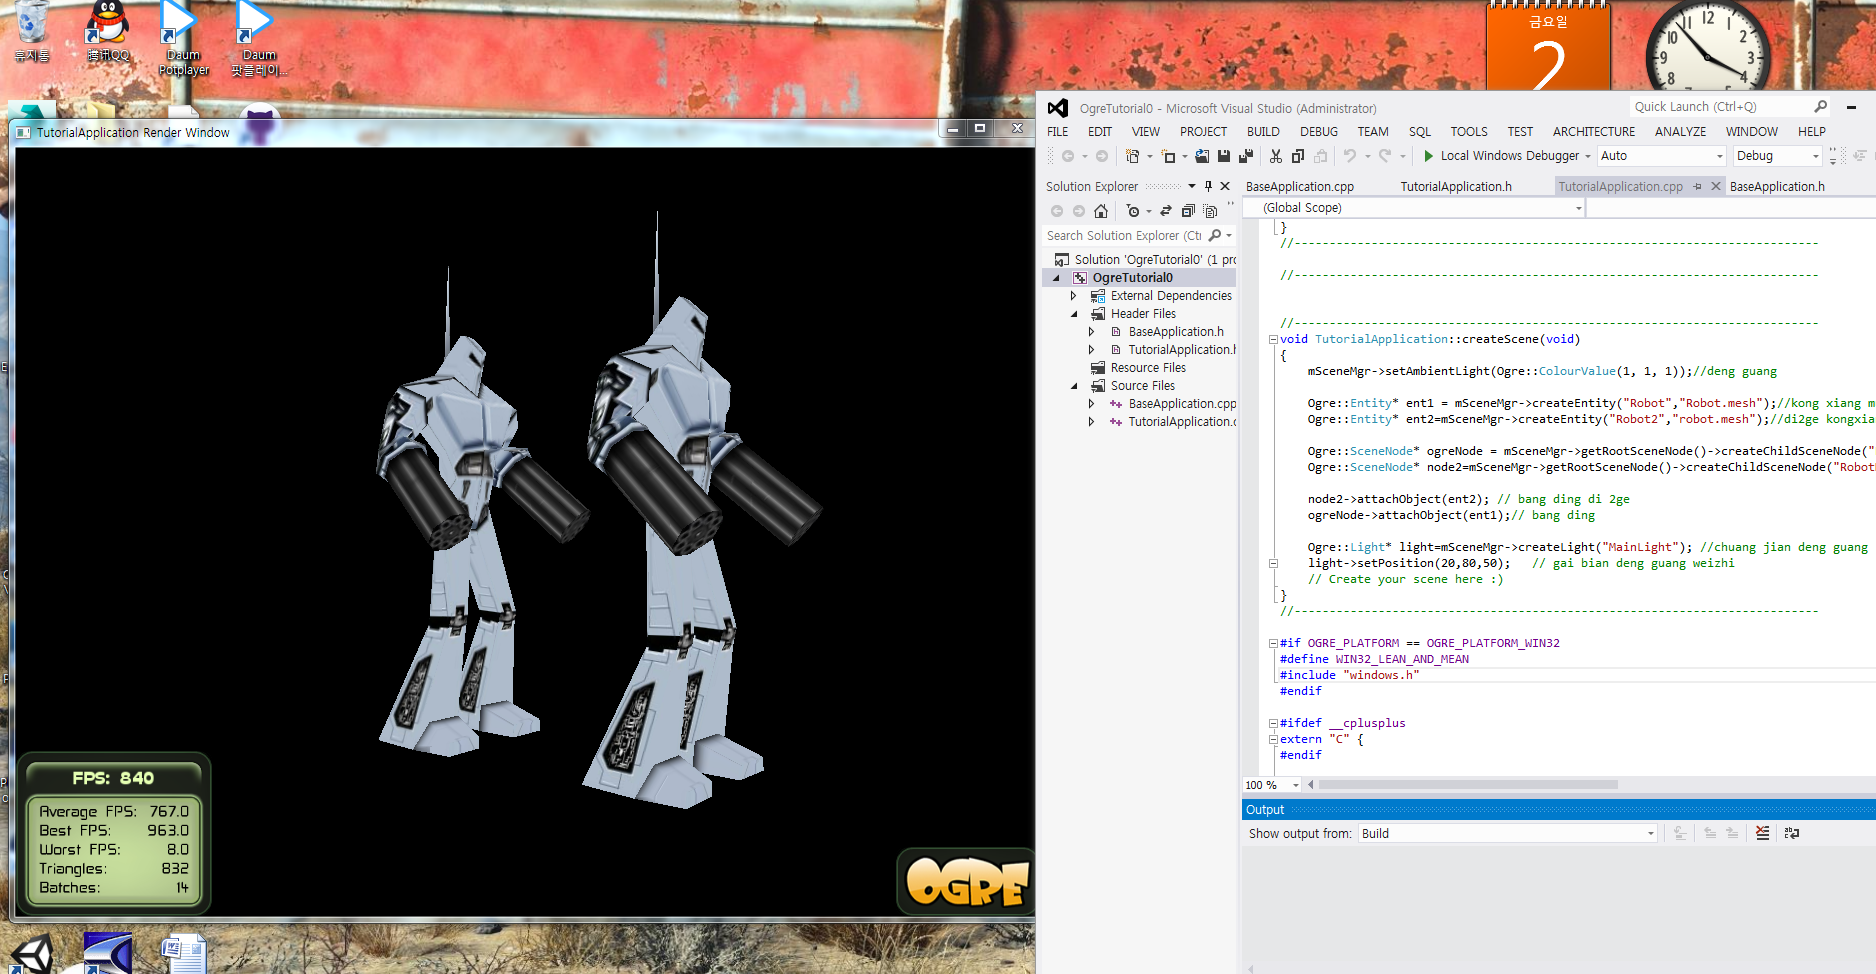 휴지통
腾讯QQ
Daum
Potplayer
Daum
팟플레이...
금요일
2
12
1
2
3
4
8
9
10
11
TutorialApplication Render Window
FPS: 840
Average FPS: 767.0
Best FPS: 963.0
Worst FPS: 8.0
Triangles: 832
Batches: 14
OGRE
OgreTutorial0 - Microsoft Visual Studio (Administrator)
Quick Launch (Ctrl+Q)
FILE EDIT VIEW PROJECT BUILD DEBUG TEAM SQL TOOLS TEST ARCHITECTURE ANALYZE WINDOW HELP
Local Windows Debugger Auto Debug
Solution Explorer
Search Solution Explorer (Ctr
Solution 'OgreTutorial0' (1 pro
OgreTutorial0
External Dependencies
Header Files
BaseApplication.h
TutorialApplication.h
Resource Files
Source Files
BaseApplication.cpp
TutorialApplication.c
BaseApplication.cpp TutorialApplication.h TutorialApplication.cpp BaseApplication.h
(Global Scope)
}
//---------------------------------------------------------------------------
//---------------------------------------------------------------------------
//---------------------------------------------------------------------------
void TutorialApplication::createScene(void)
{
mSceneMgr->setAmbientLight(Ogre::ColourValue(1, 1, 1));//deng guang
Ogre::Entity* ent1 = mSceneMgr->createEntity("Robot","Robot.mesh");//kong xiang m
Ogre::Entity* ent2=mSceneMgr->createEntity("Robot2","robot.mesh");//di2ge kongxia
Ogre::SceneNode* ogreNode = mSceneMgr->getRootSceneNode()->createChildSceneNode("
Ogre::SceneNode* node2=mSceneMgr->getRootSceneNode()->createChildSceneNode("Robot
node2->attachObject(ent2); // bang ding di 2ge
ogreNode->attachObject(ent1);// bang ding
Ogre::Light* light=mSceneMgr->createLight("MainLight"); //chuang jian deng guang
light->setPosition(20,80,50); // gai bian deng guang weizhi
// Create your scene here :)
}
//---------------------------------------------------------------------------
#if OGRE_PLATFORM == OGRE_PLATFORM_WIN32
#define WIN32_LEAN_AND_MEAN
#include "windows.h"
#endif
#ifdef __cplusplus
extern "C" {
#endif
100 %
Output
Show output from: Build